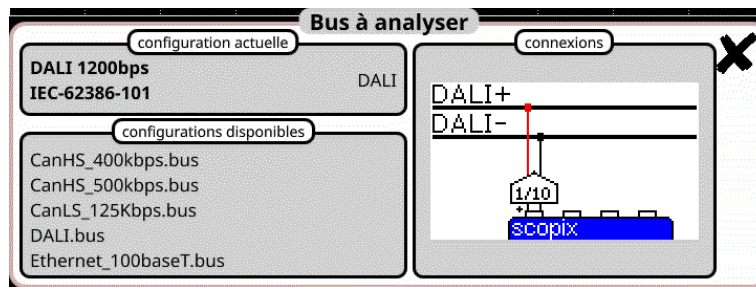 Bus à analyser
configuration actuelle
DALI 1200bps
IEC-62386-101
DALI
configurations disponibles
CanHS_400kbps.bus
CanHS_500kbps.bus
CanLS_125Kbps.bus
DALI.bus
Ethernet_100baseT.bus
connexions
DALI+
DALI-
1/10
+ -
scopix